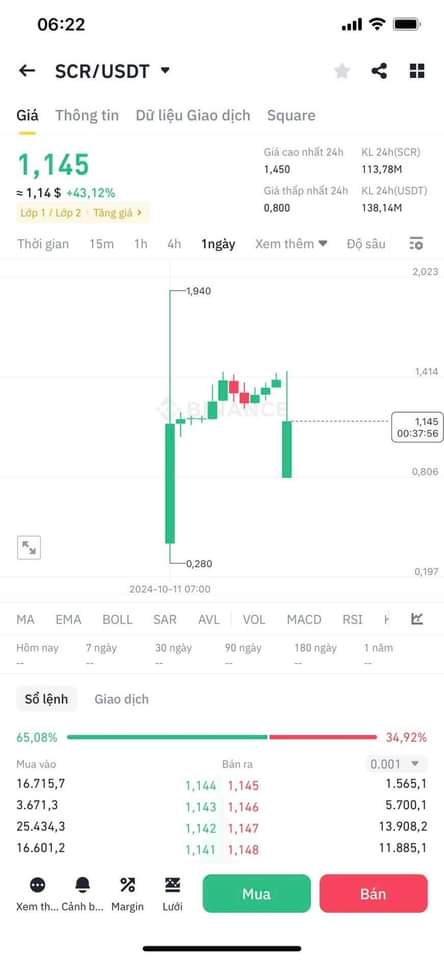 06:22
SCR/USDT
Giá Thông tin Dữ liệu Giao dịch Square
1,145
≈ 1,14 $ +43,12%
Lớp 1 / Lớp 2 · Tăng giá >
Giá cao nhất 24h KL 24h(SCR)
1,450 113,78M
Giá thấp nhất 24h KL 24h(USDT)
0,800 138,14M
Thời gian 15m 1h 4h 1ngày Xem thêm Độ sâu
2,023
1,940
1,414
BINANCE
1,145
00:37:56
0,806
0,280
0,197
2024-10-11 07:00
MA EMA BOLL SAR AVL VOL MACD RSI
Hôm nay 7 ngày 30 ngày 90 ngày 180 ngày 1 năm
-- -- -- -- -- --
Sổ lệnh Giao dịch
65,08% 34,92%
Mua vào Bán ra 0.001
16.715,7 1,144 1,145 1.565,1
3.671,3 1,143 1,146 5.700,1
25.434,3 1,142 1,147 13.908,2
16.601,2 1,141 1,148 11.885,1
Xem th... Cảnh b... Margin Lưới Mua Bán